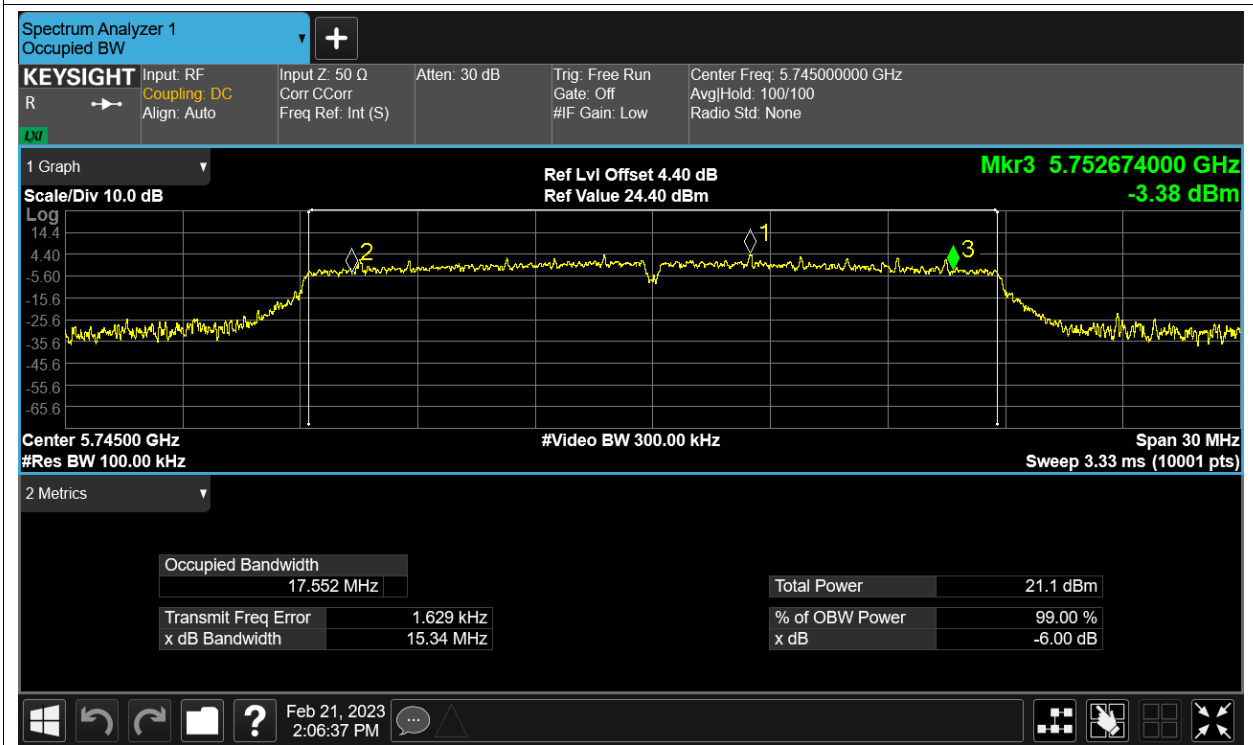 Spectrum Analyzer 1
Occupied BW
KEYSIGHT
R
LXI
Input: RF
Coupling: DC
Align: Auto
Input Z: 50 Ω
Corr CCorr
Freq Ref: Int (S)
Atten: 30 dB
Trig: Free Run
Gate: Off
#IF Gain: Low
Center Freq: 5.745000000 GHz
Avg|Hold: 100/100
Radio Std: None
1 Graph
Scale/Div 10.0 dB
Ref Lvl Offset 4.40 dB
Ref Value 24.40 dBm
Mkr3 5.752674000 GHz
-3.38 dBm
Log
14.4
4.40
-5.60
-15.6
-25.6
-35.6
-45.6
-55.6
-65.6
2
1
3
Center 5.74500 GHz
#Res BW 100.00 kHz
#Video BW 300.00 kHz
Span 30 MHz
Sweep 3.33 ms (10001 pts)
2 Metrics
Occupied Bandwidth
17.552 MHz
Transmit Freq Error 1.629 kHz
x dB Bandwidth 15.34 MHz
Total Power 21.1 dBm
% of OBW Power 99.00 %
x dB -6.00 dB
?
Feb 21, 2023
2:06:37 PM